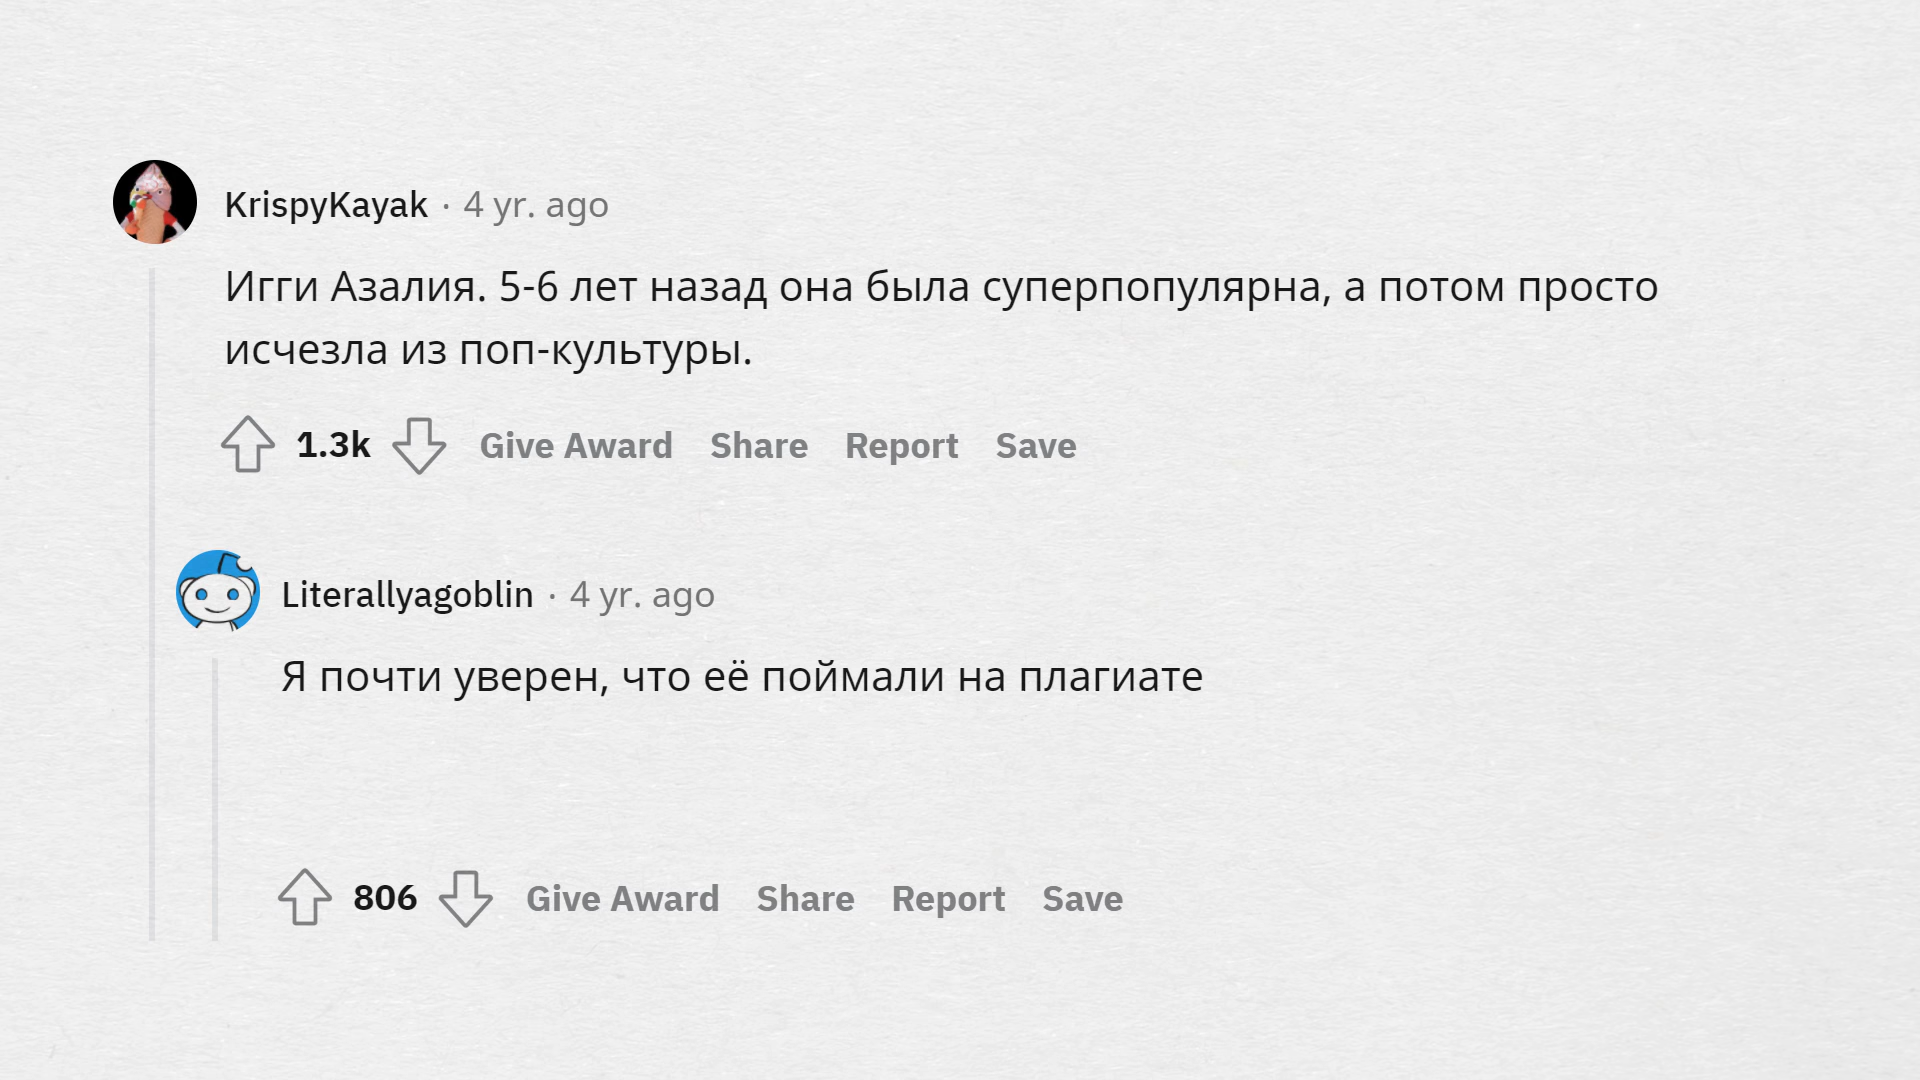 KrispyKayak · 4 yr. ago
Игги Азалия. 5-6 лет назад она была суперпопулярна, а потом просто
исчезла из поп-культуры.
1.3k Give Award Share Report Save
Literallyagoblin · 4 yr. ago
Я почти уверен, что её поймали на плагиате
806 Give Award Share Report Save